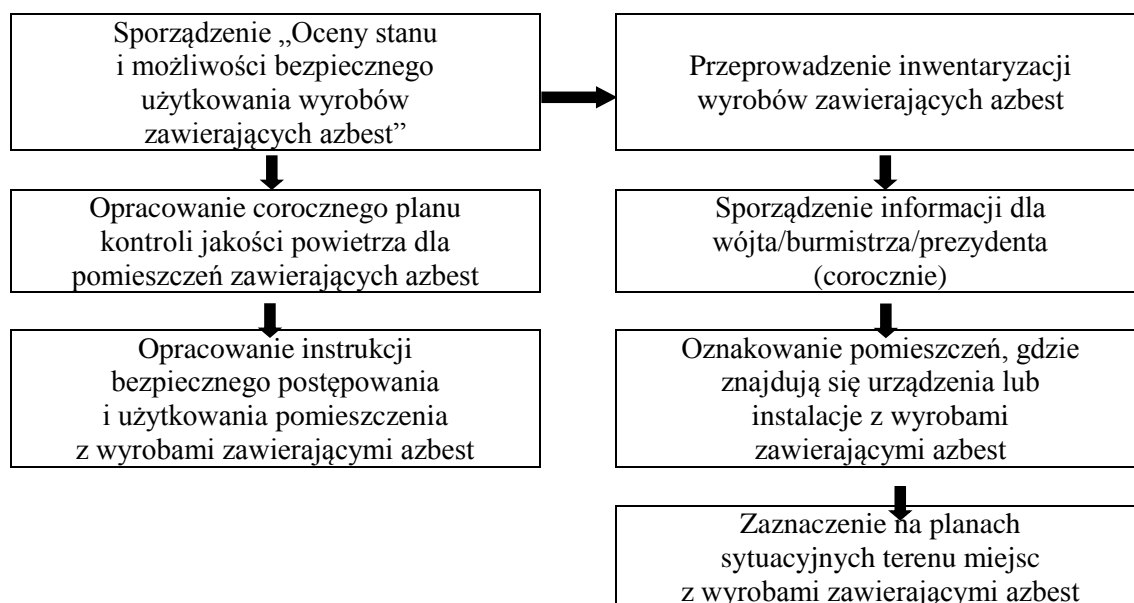 Sporządzenie „Oceny stanu
i możliwości bezpiecznego
użytkowania wyrobów
zawierających azbest”
Przeprowadzenie inwentaryzacji
wyrobów zawierających azbest
Opracowanie corocznego planu
kontroli jakości powietrza dla
pomieszczeń zawierających azbest
Sporządzenie informacji dla
wójta/burmistrza/prezydenta
(corocznie)
Opracowanie instrukcji
bezpiecznego postępowania
i użytkowania pomieszczenia
z wyrobami zawierającymi azbest
Oznakowanie pomieszczeń, gdzie
znajdują się urządzenia lub
instalacje z wyrobami
zawierającymi azbest
Zaznaczenie na planach
sytuacyjnych terenu miejsc
z wyrobami zawierającymi azbest